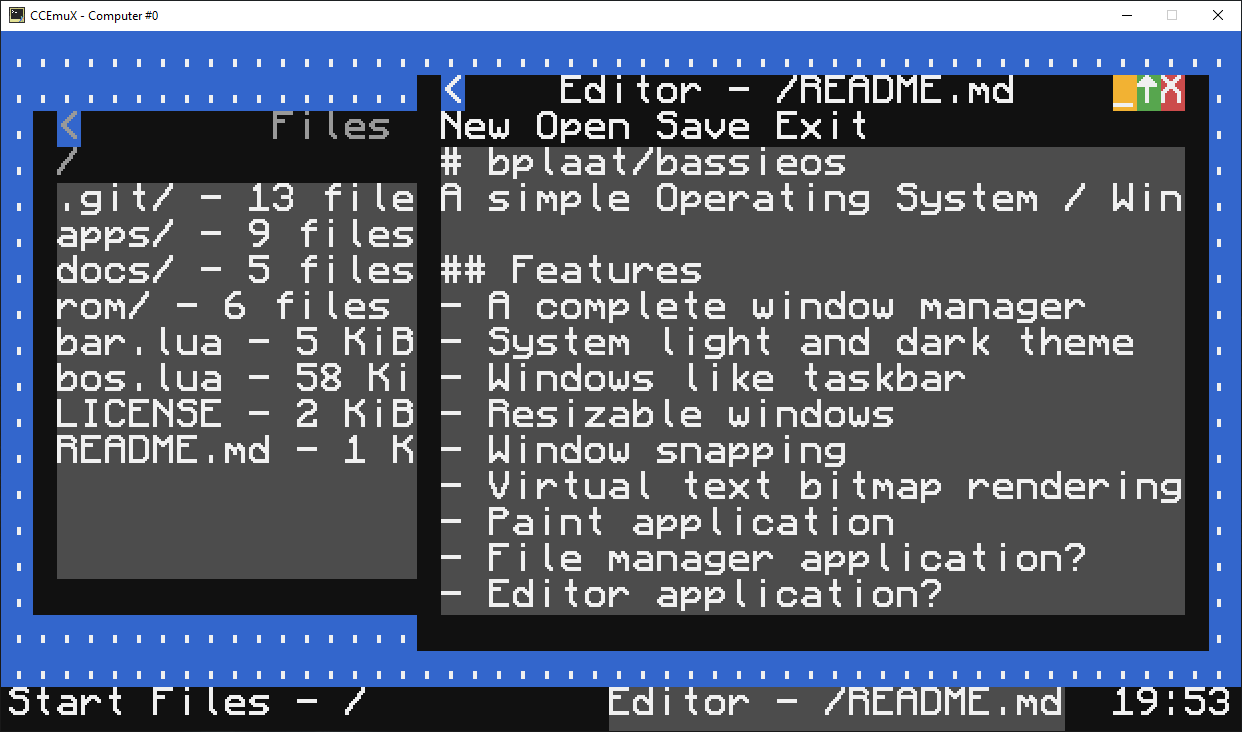 CCEmuX - Computer #0
< Files
/
.git/ - 13 file
apps/ - 9 files
docs/ - 5 files
rom/ - 6 files
bar.lua - 5 KiB
bos.lua - 58 Ki
LICENSE - 2 KiB
README.md - 1 K
< Editor - /README.md _↑X
New Open Save Exit
# bplaat/bassieos
A simple Operating System / Win
## Features
- A complete window manager
- System light and dark theme
- Windows like taskbar
- Resizable windows
- Window snapping
- Virtual text bitmap rendering
- Paint application
- File manager application?
- Editor application?
Start Files - / Editor - /README.md 19:53